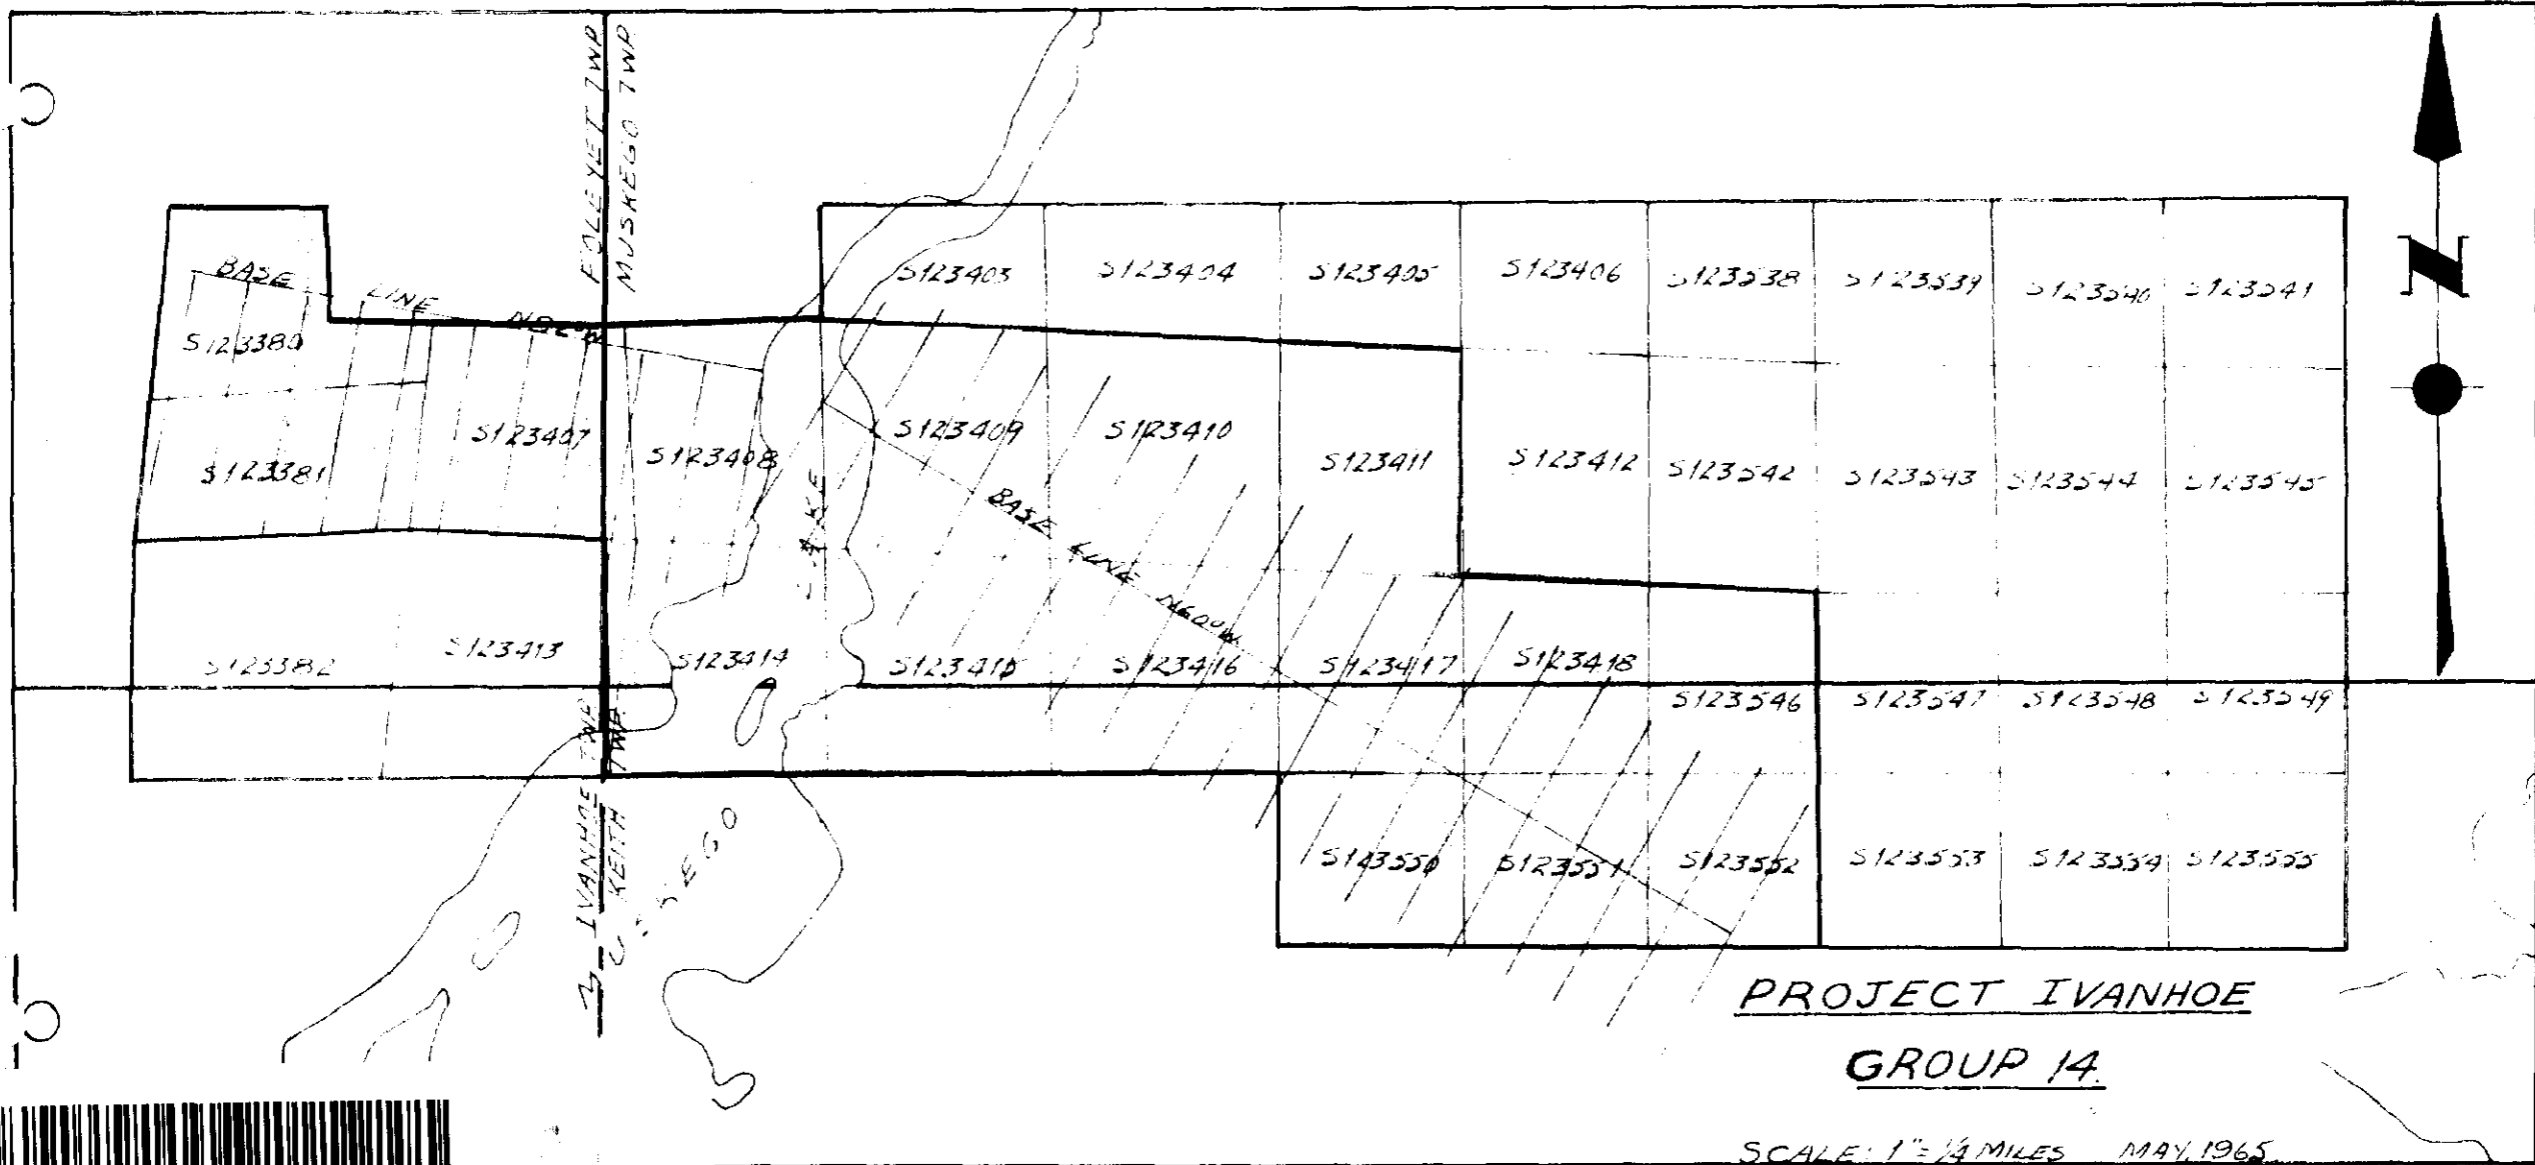 FOLEYET TWP
MUSKEGO TWP
N
BASE LINE N82°W
S123403 S123404 S123405 S123406 S123538 S123539 S123540 S123541
S123380
S123407 S123408 S123409 S123410 S123411 S123412 S123542 S123543 S123544 S123545
S123381
LAKE
BASE LINE N60°W
S123382 S123413 S123414 S123415 S123416 S123417 S123418
S123546 S123547 S123548 S123549
IVANHOE TWP
KEITH TWP
S123550 S123551 S123552 S123553 S123554 S123555
PROJECT IVANHOE
GROUP 14.
SCALE: 1"=1/4 MILES MAY, 1965